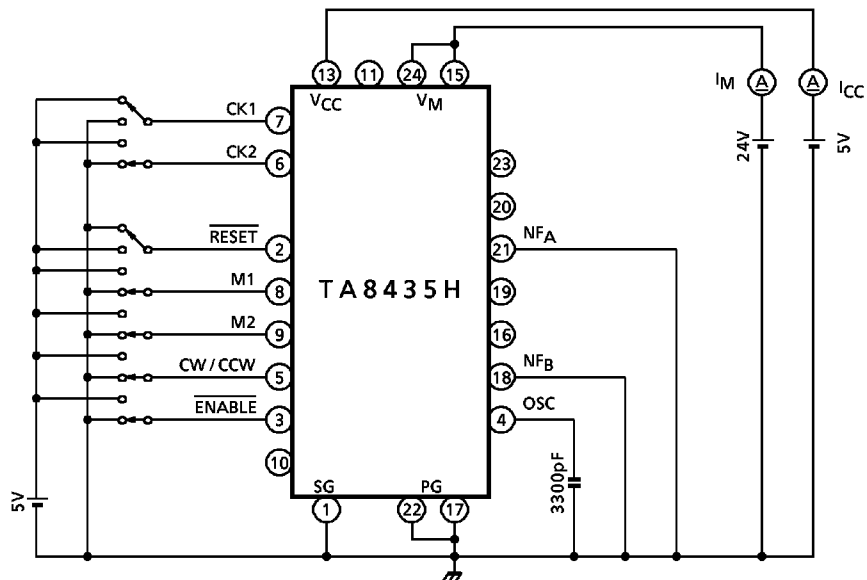 13 11 24 15
V_CC V_M
I_M A A I_CC
24V 5V
CK1 7
CK2 6
23
20
RESET 2
NF_A 21
TA8435H
M1 8
19
M2 9
16
CW / CCW 5
NF_B 18
ENABLE 3
OSC 4
10
3300pF
5V
SG PG
1 22 17